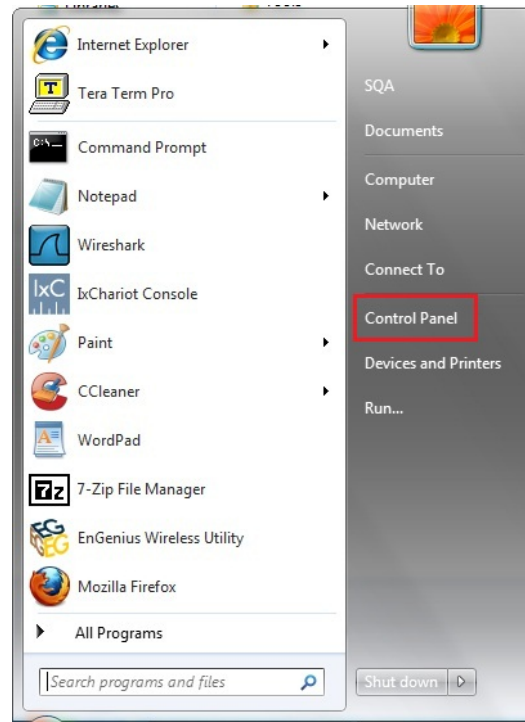 Internet Explorer
Tera Term Pro
Command Prompt
Notepad
Wireshark
IxChariot Console
Paint
CCleaner
WordPad
7-Zip File Manager
EnGenius Wireless Utility
Mozilla Firefox
All Programs
Search programs and files
SQA
Documents
Computer
Network
Connect To
Control Panel
Devices and Printers
Run...
Shut down